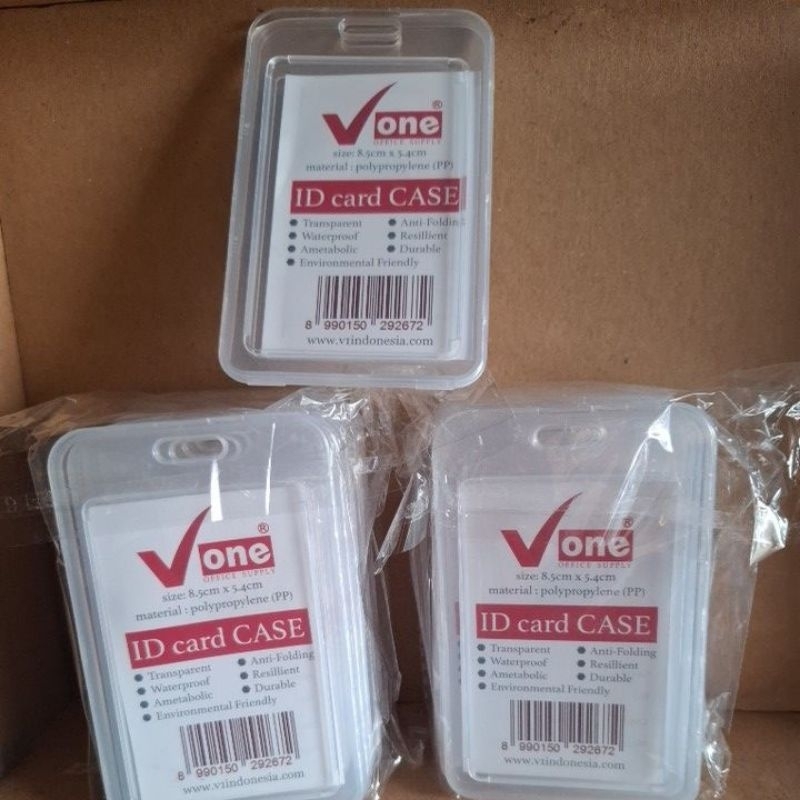 Vone®
OFFICE SUPPLY
size: 8.5cm x 5.4cm
material : polypropylene (PP)
ID card CASE
Transparent
Anti-Folding
Waterproof
Resillient
Ametabolic
Durable
Environmental Friendly
8 990150 292672
www.v1indonesia.com
Vone®
OFFICE SUPPLY
size: 8.5cm x 5.4cm
material : polypropylene (PP)
ID card CASE
Transparent
Anti-Folding
Waterproof
Resillient
Ametabolic
Durable
Environmental Friendly
8 990150 292672
www.v1indonesia.com
Vone®
OFFICE SUPPLY
size: 8.5cm x 5.4cm
material : polypropylene (PP)
ID card CASE
Transparent
Anti-Folding
Waterproof
Resillient
Ametabolic
Durable
Environmental Friendly
8 990150 292672
www.v1indonesia.com